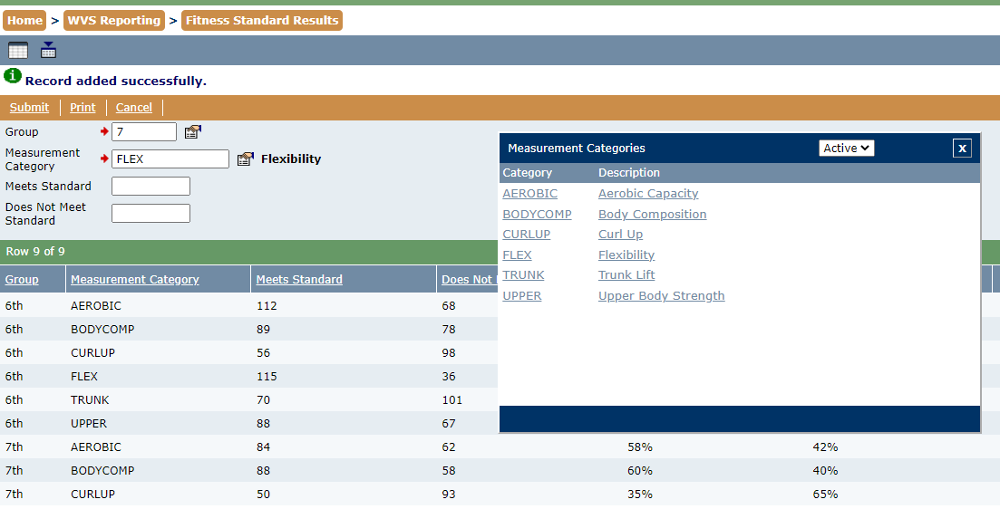 Home > WVS Reporting > Fitness Standard Results
Record added successfully.
Submit Print Cancel
Group 7
Measurement Category FLEX Flexibility
Meets Standard
Does Not Meet Standard
Measurement Categories Active x
Category Description
AEROBIC Aerobic Capacity
BODYCOMP Body Composition
CURLUP Curl Up
FLEX Flexibility
TRUNK Trunk Lift
UPPER Upper Body Strength
Row 9 of 9
Group Measurement Category Meets Standard Does Not
6th AEROBIC 112 68
6th BODYCOMP 89 78
6th CURLUP 56 98
6th FLEX 115 36
6th TRUNK 70 101
6th UPPER 88 67
7th AEROBIC 84 62 58% 42%
7th BODYCOMP 88 58 60% 40%
7th CURLUP 50 93 35% 65%